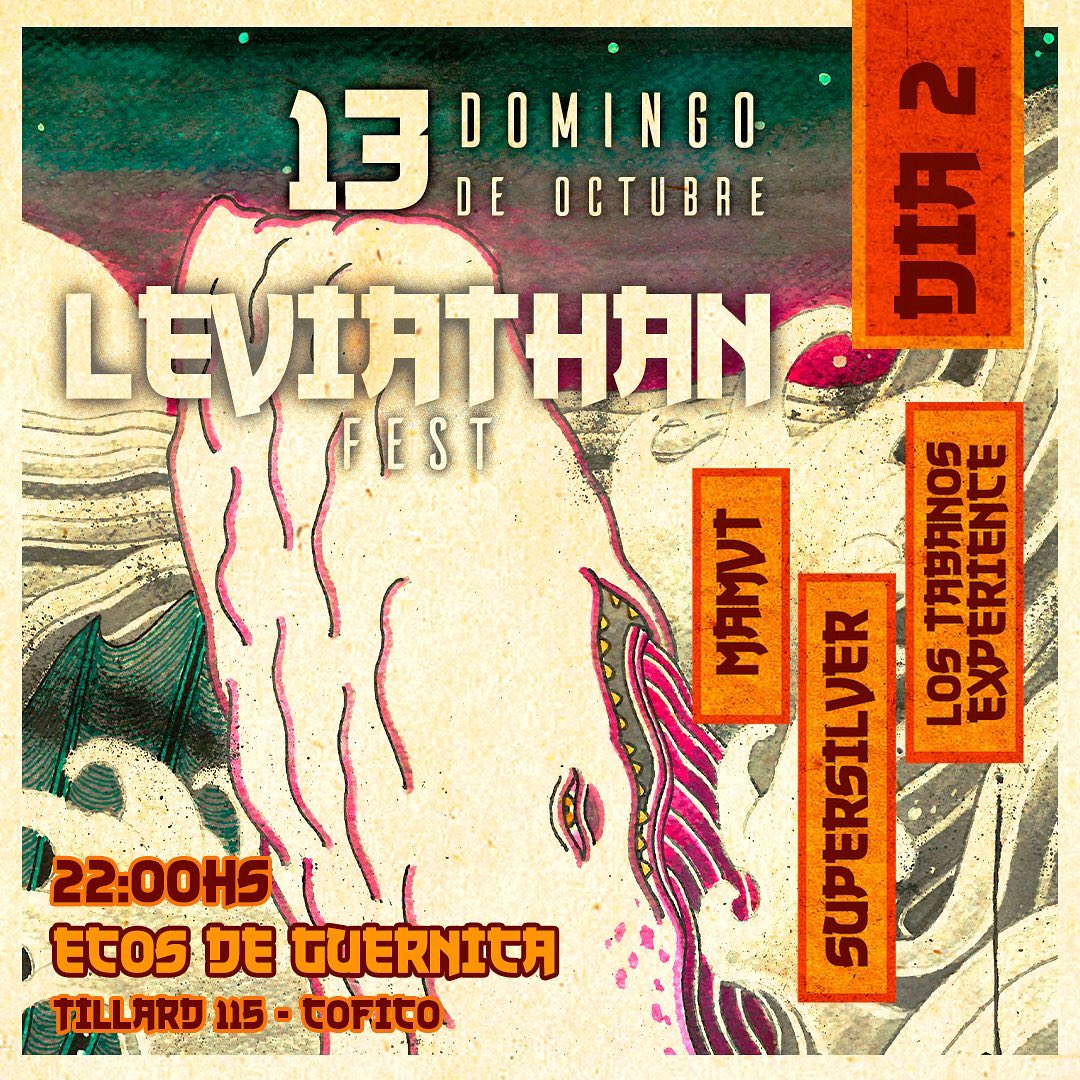 13 DOMINGO
DE OCTUBRE
DIA 2
LEVIATHAN
FEST
MAMVT
SUPERSILVER
LOS TABANOS
EXPERIENCE
22:00HS
ECOS DE GUERNICA
TILLARD 115 - COFICO